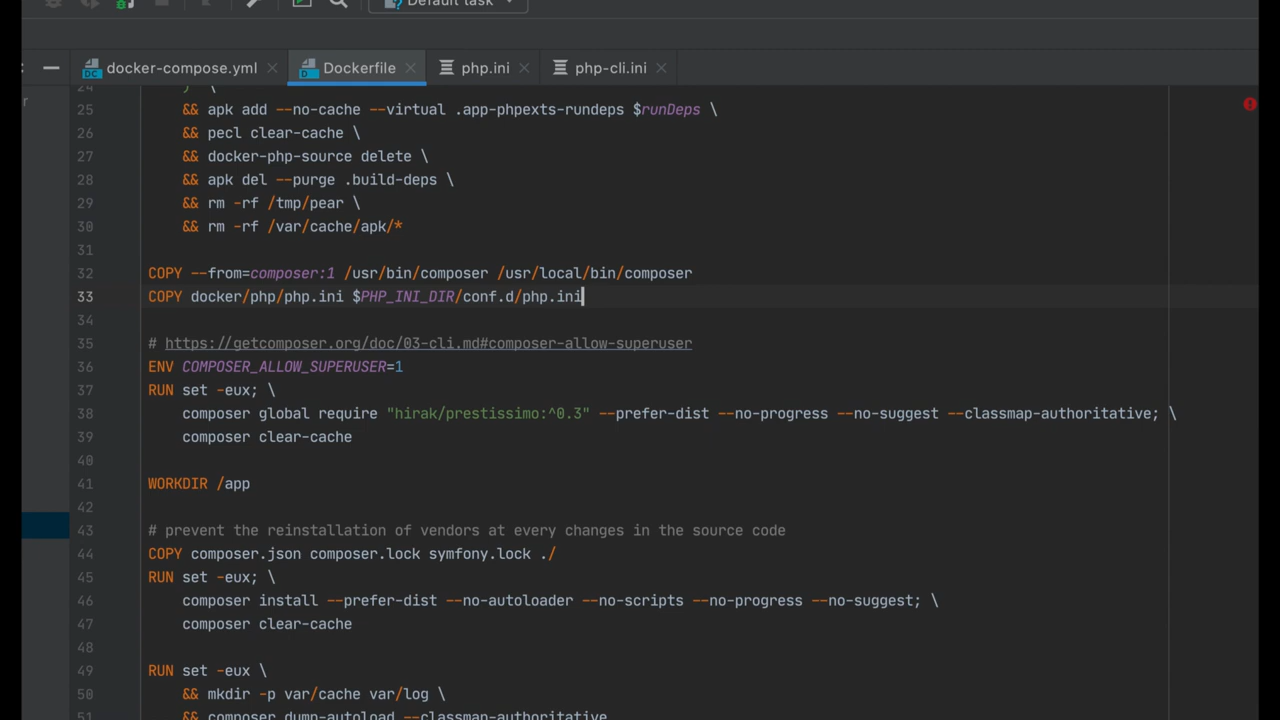 Default task
docker-compose.yml
Dockerfile
php.ini
php-cli.ini
24 ) \
25 && apk add --no-cache --virtual .app-phpexts-rundeps $runDeps \
26 && pecl clear-cache \
27 && docker-php-source delete \
28 && apk del --purge .build-deps \
29 && rm -rf /tmp/pear \
30 && rm -rf /var/cache/apk/*
31
32 COPY --from=composer:1 /usr/bin/composer /usr/local/bin/composer
33 COPY docker/php/php.ini $PHP_INI_DIR/conf.d/php.ini
34
35 # https://getcomposer.org/doc/03-cli.md#composer-allow-superuser
36 ENV COMPOSER_ALLOW_SUPERUSER=1
37 RUN set -eux; \
38 composer global require "hirak/prestissimo:^0.3" --prefer-dist --no-progress --no-suggest --classmap-authoritative; \
39 composer clear-cache
40
41 WORKDIR /app
42
43 # prevent the reinstallation of vendors at every changes in the source code
44 COPY composer.json composer.lock symfony.lock ./
45 RUN set -eux; \
46 composer install --prefer-dist --no-autoloader --no-scripts --no-progress --no-suggest; \
47 composer clear-cache
48
49 RUN set -eux \
50 && mkdir -p var/cache var/log \
51 && composer dump-autoload --classmap-authoritative